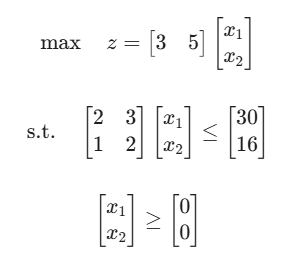 max z = [3 5] [x₁ x₂]
s.t. [2 3 1 2] [x₁ x₂] ≤ [30 16]
[x₁ x₂] ≥ [0 0]